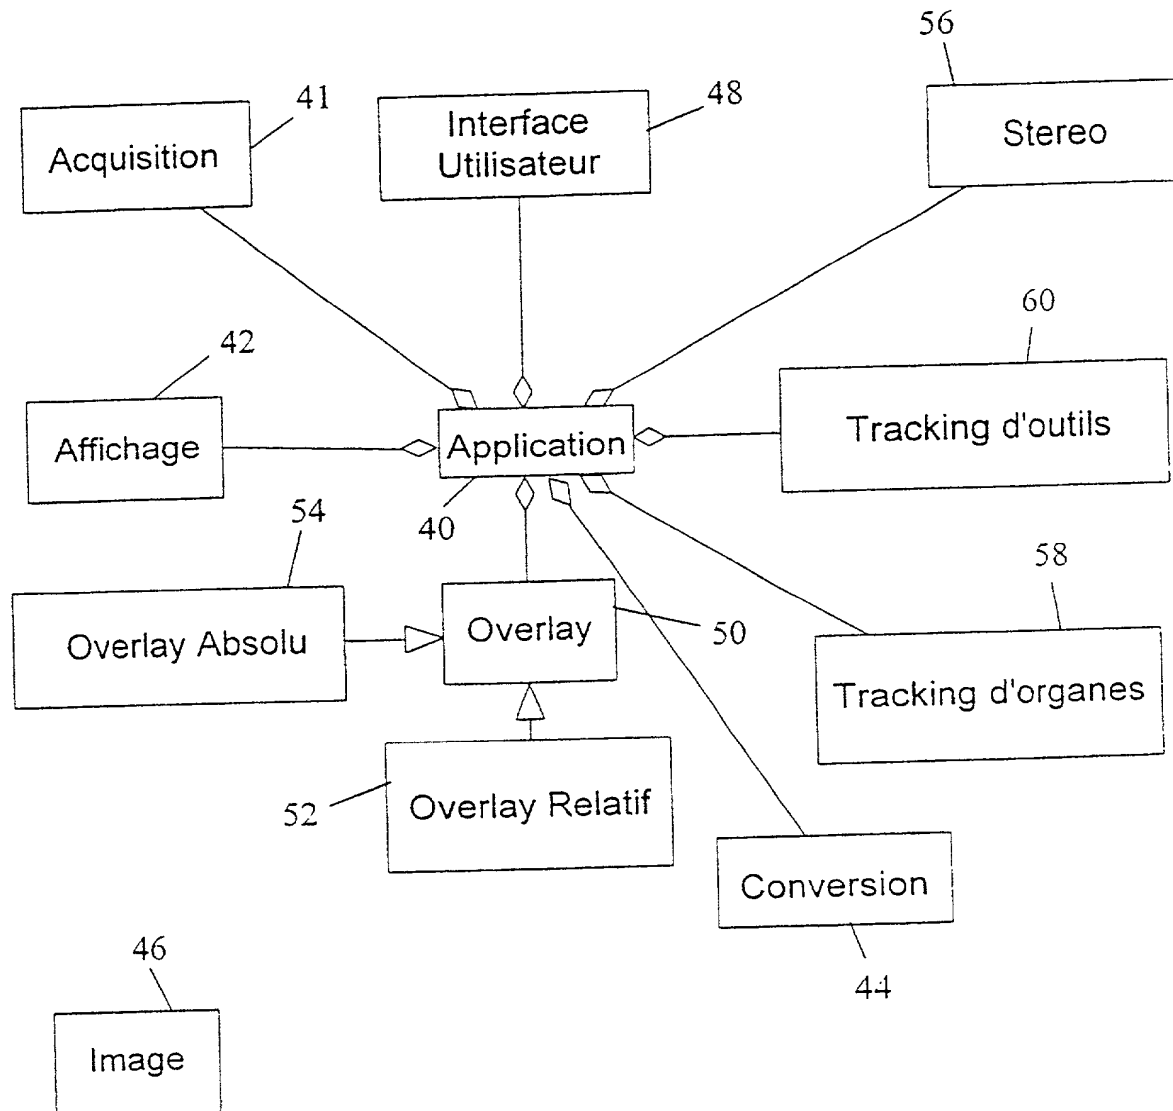 56
41
48
Acquisition
Interface
Utilisateur
Stereo
60
42
Affichage
Application
Tracking d'outils
54
40
58
Overlay Absolu
Overlay
50
Tracking d'organes
52
Overlay Relatif
Conversion
46
44
Image